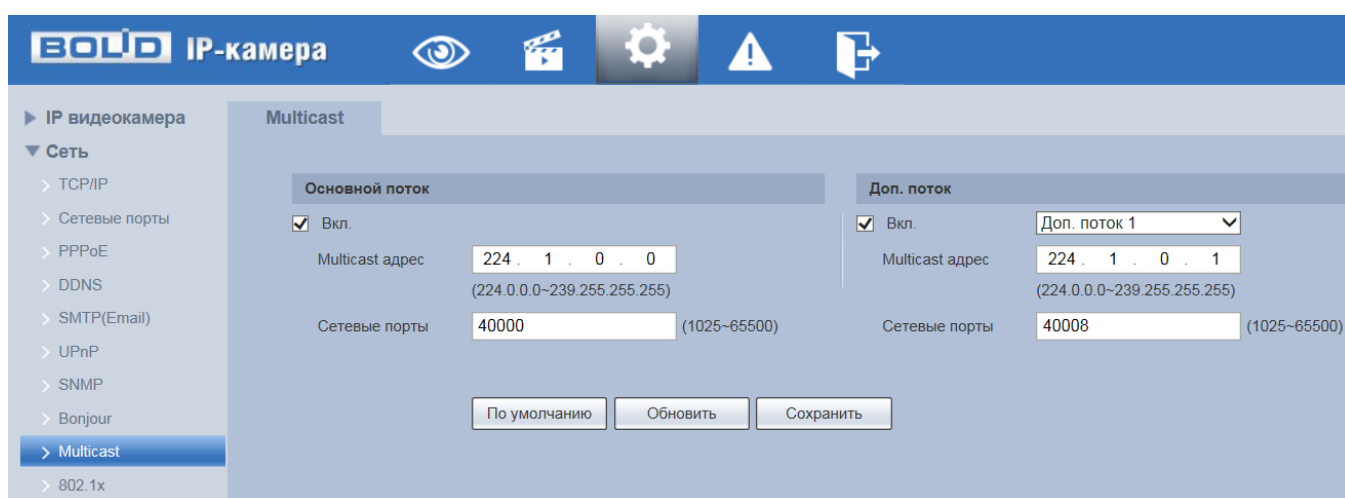 BOLID IP-камера
IP видеокамера
Сеть
TCP/IP
Сетевые порты
PPPoE
DDNS
SMTP(Email)
UPnP
SNMP
Bonjour
Multicast
802.1x
Multicast
Основной поток
Вкл.
Multicast адрес 224 . 1 . 0 . 0
(224.0.0.0~239.255.255.255)
Сетевые порты 40000 (1025~65500)
Доп. поток
Вкл. Доп. поток 1
Multicast адрес 224 . 1 . 0 . 1
(224.0.0.0~239.255.255.255)
Сетевые порты 40008 (1025~65500)
По умолчанию Обновить Сохранить